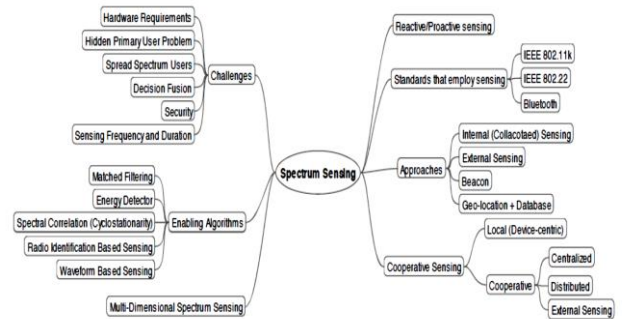 Hardware Requirements
Hidden Primary User Problem
Spread Spectrum Users
Decision Fusion
Security
Sensing Frequency and Duration
Challenges
Matched Filtering
Energy Detector
Spectral Correlation (Cyclostationarity)
Radio Identification Based Sensing
Waveform Based Sensing
Enabling Algorithms
Multi-Dimensional Spectrum Sensing
Spectrum Sensing
Reactive/Proactive sensing
Standards that employ sensing
IEEE 802.11k
IEEE 802.22
Bluetooth
Approaches
Internal (Collacotaed) Sensing
External Sensing
Beacon
Geo-location + Database
Cooperative Sensing
Local (Device-centric)
Cooperative
Centralized
Distributed
External Sensing